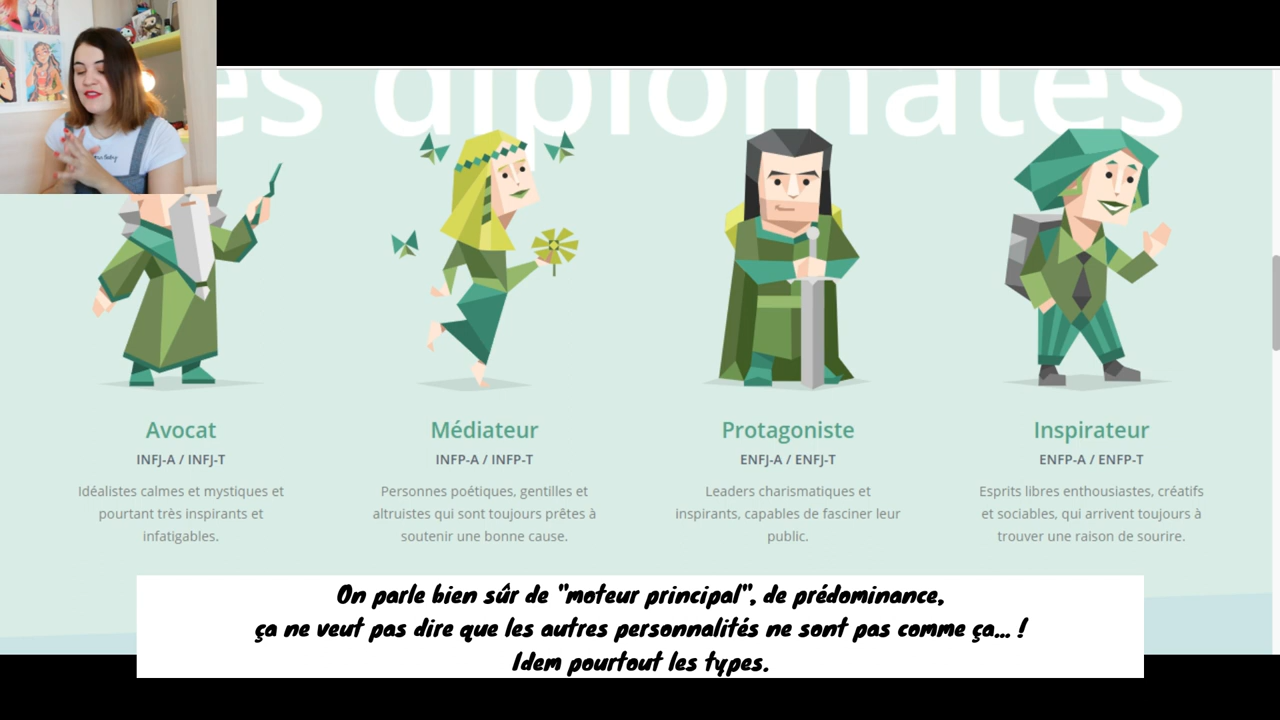 es diplomates
Avocat
INFJ-A / INFJ-T
Idéalistes calmes et mystiques et
pourtant très inspirants et
infatigables.
Médiateur
INFP-A / INFP-T
Personnes poétiques, gentilles et
altruistes qui sont toujours prêtes à
soutenir une bonne cause.
Protagoniste
ENFJ-A / ENFJ-T
Leaders charismatiques et
inspirants, capables de fasciner leur
public.
Inspirateur
ENFP-A / ENFP-T
Esprits libres enthousiastes, créatifs
et sociables, qui arrivent toujours à
trouver une raison de sourire.
On parle bien sûr de "moteur principal", de prédominance,
ça ne veut pas dire que les autres personnalités ne sont pas comme ça... !
Idem pourtout les types.